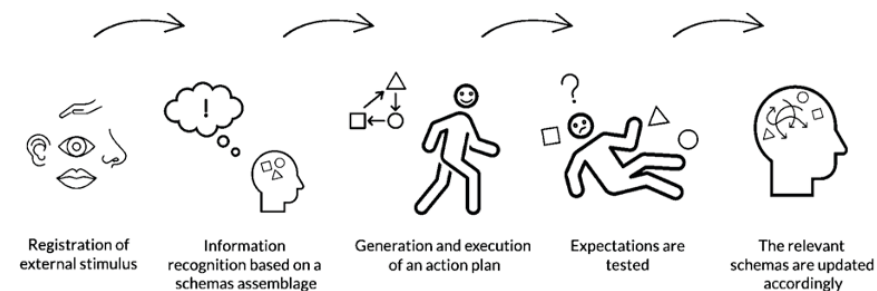 !
?
Registration of
external stimulus
Information
recognition based on a
schemas assemblage
Generation and execution
of an action plan
Expectations are
tested
The relevant
schemas are updated
accordingly